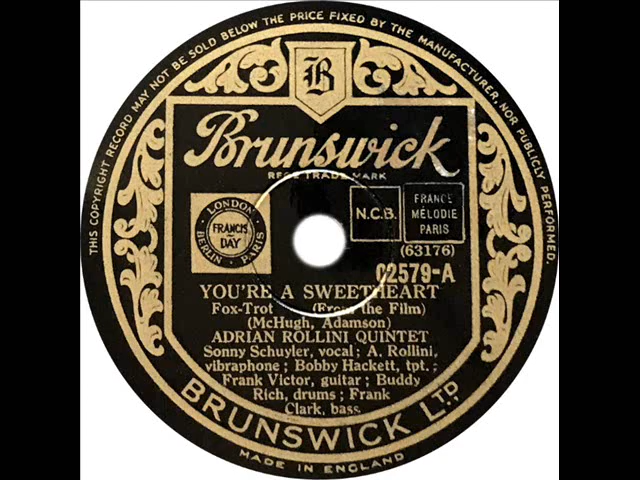 THIS COPYRIGHT RECORD MAY NOT BE SOLD BELOW THE PRICE FIXED BY THE MANUFACTURER, NOR PUBLICLY PERFORMED.
B
Brunswick
REGD TRADE MARK
LONDON
FRANCIS
DAY
BERLIN PARIS
N.C.B.
FRANCE
MÉLODIE
PARIS
(63176)
02579-A
YOU'RE A SWEETHEART
Fox-Trot (From the Film)
(McHugh, Adamson)
ADRIAN ROLLINI QUINTET
Sonny Schuyler, vocal; A. Rollini,
vibraphone; Bobby Hackett, tpt.;
Frank Victor, guitar; Buddy
Rich, drums; Frank
Clark, bass.
BRUNSWICK LTD.
MADE IN ENGLAND